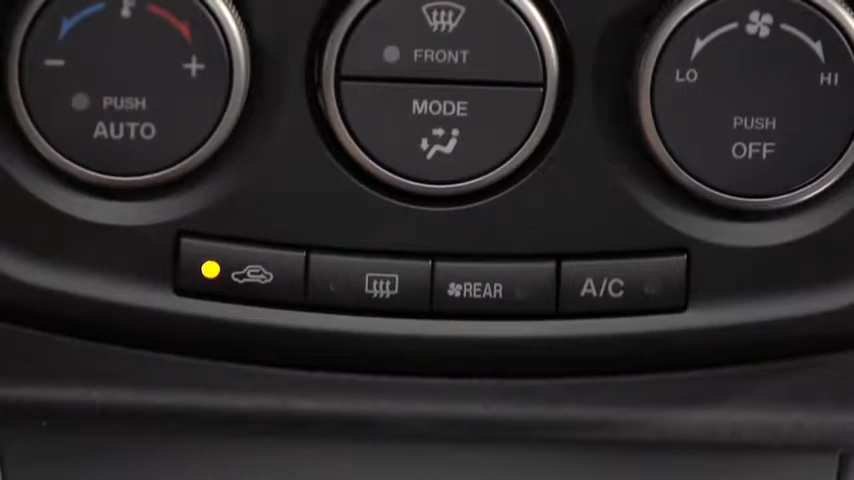 PUSH
AUTO
FRONT
MODE
LO
HI
PUSH
OFF
REAR
A/C